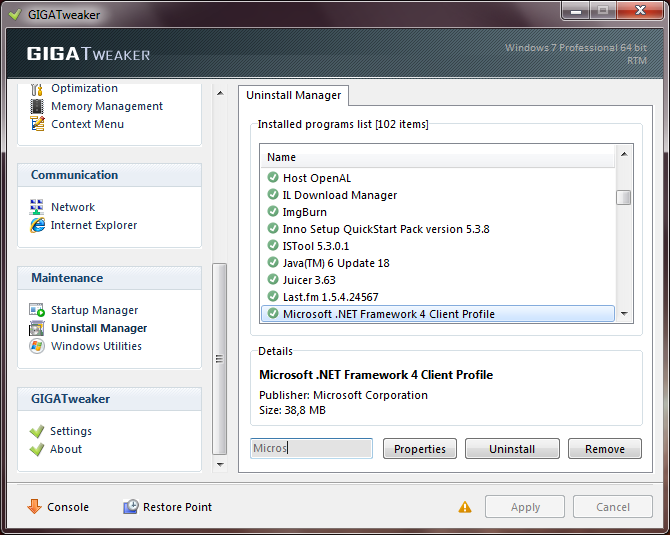 GIGATweaker
GIGATWEAKER
Windows 7 Professional 64 bit
RTM
Optimization
Memory Management
Context Menu
Communication
Network
Internet Explorer
Maintenance
Startup Manager
Uninstall Manager
Windows Utilities
GIGATweaker
Settings
About
Uninstall Manager
Installed programs list [102 items]
Name
Host OpenAL
IL Download Manager
ImgBurn
Inno Setup QuickStart Pack version 5.3.8
ISTool 5.3.0.1
Java(TM) 6 Update 18
Juicer 3.63
Last.fm 1.5.4.24567
Microsoft .NET Framework 4 Client Profile
Details
Microsoft .NET Framework 4 Client Profile
Publisher: Microsoft Corporation
Size: 38,8 MB
Micros
Properties
Uninstall
Remove
Console
Restore Point
Apply
Cancel